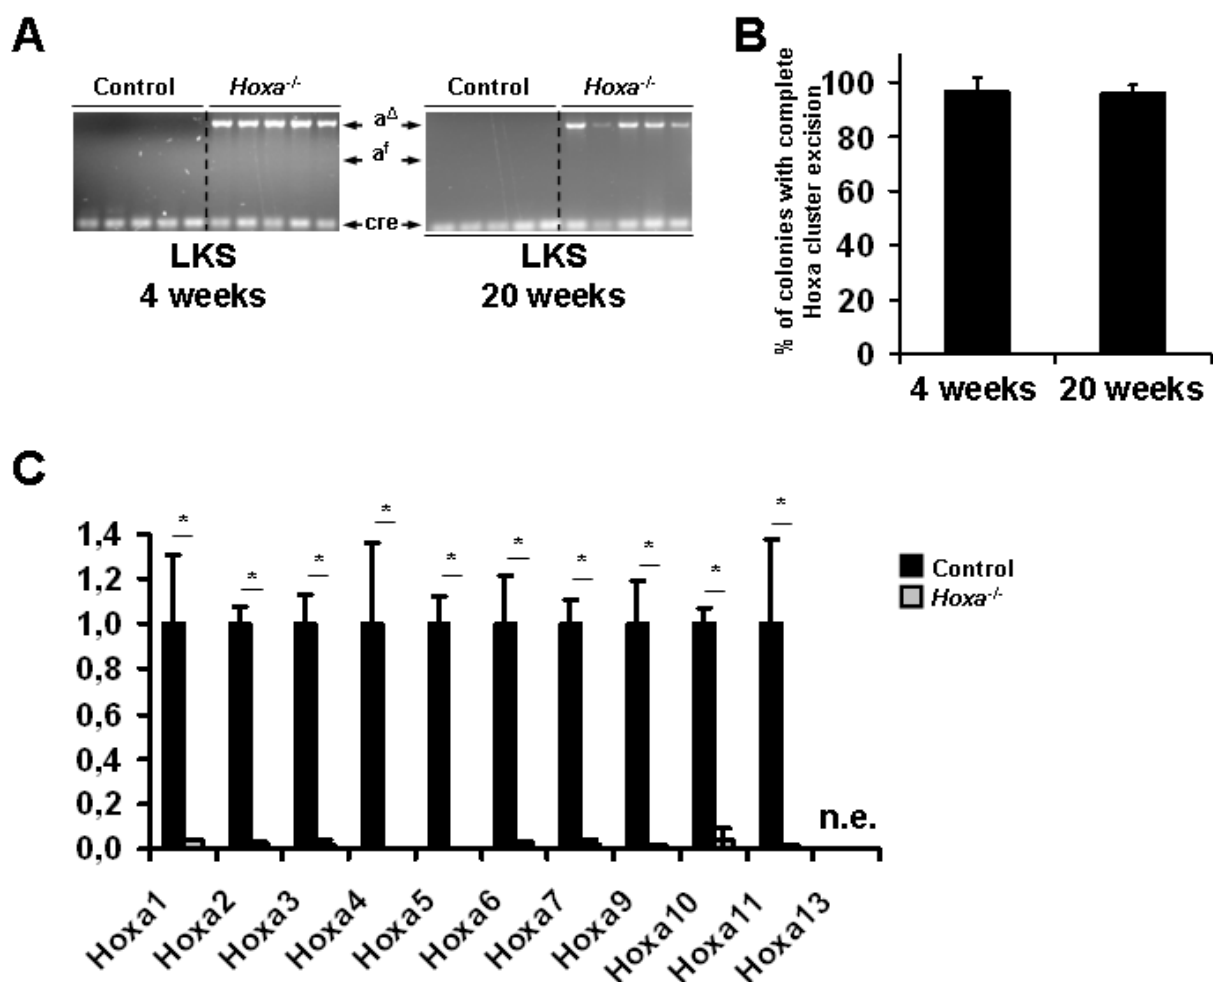 A
Control Hoxa-/-
Control Hoxa-/-
aΔ
af
cre
LKS
4 weeks
LKS
20 weeks
B
% of colonies with complete
Hoxa cluster excision
100
80
60
40
20
0
4 weeks 20 weeks
C
1,4
1,2
1,0
0,8
0,6
0,4
0,2
0,0
* * * * * * * * * *
n.e.
Hoxa1 Hoxa2 Hoxa3 Hoxa4 Hoxa5 Hoxa6 Hoxa7 Hoxa9 Hoxa10 Hoxa11 Hoxa13
Control
Hoxa-/-